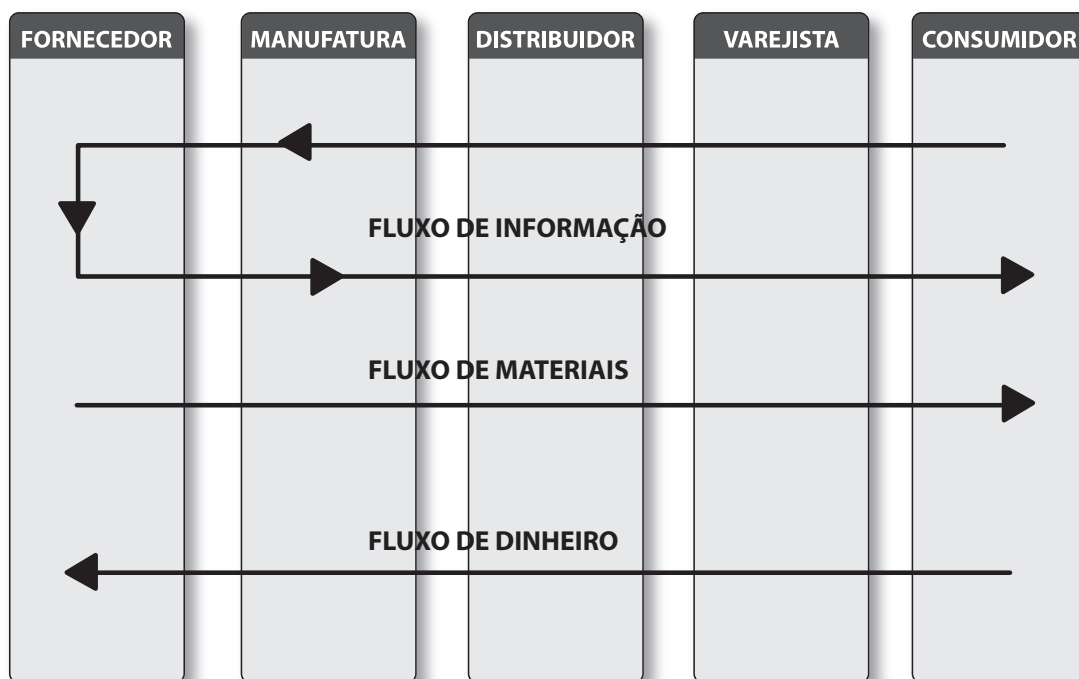 FORNECEDOR
MANUFATURA
DISTRIBUIDOR
VAREJISTA
CONSUMIDOR
FLUXO DE INFORMAÇÃO
FLUXO DE MATERIAIS
FLUXO DE DINHEIRO